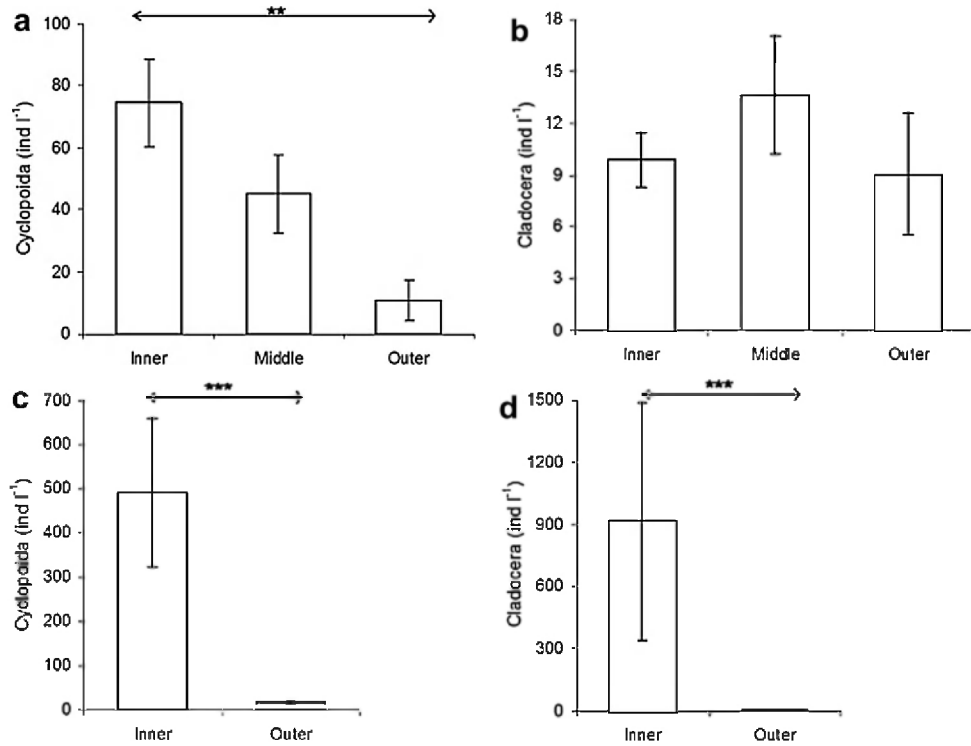 a
**
100
80
60
40
20
0
Cyclopoida (ind l⁻¹)
Inner Middle Outer
b
18
15
12
9
6
3
0
Cladocera (ind l⁻¹)
Inner Middle Outer
c
***
700
600
500
400
300
200
100
0
Cyclopoida (ind l⁻¹)
Inner Outer
d
***
1500
1200
900
600
300
0
Cladocera (ind l⁻¹)
Inner Outer